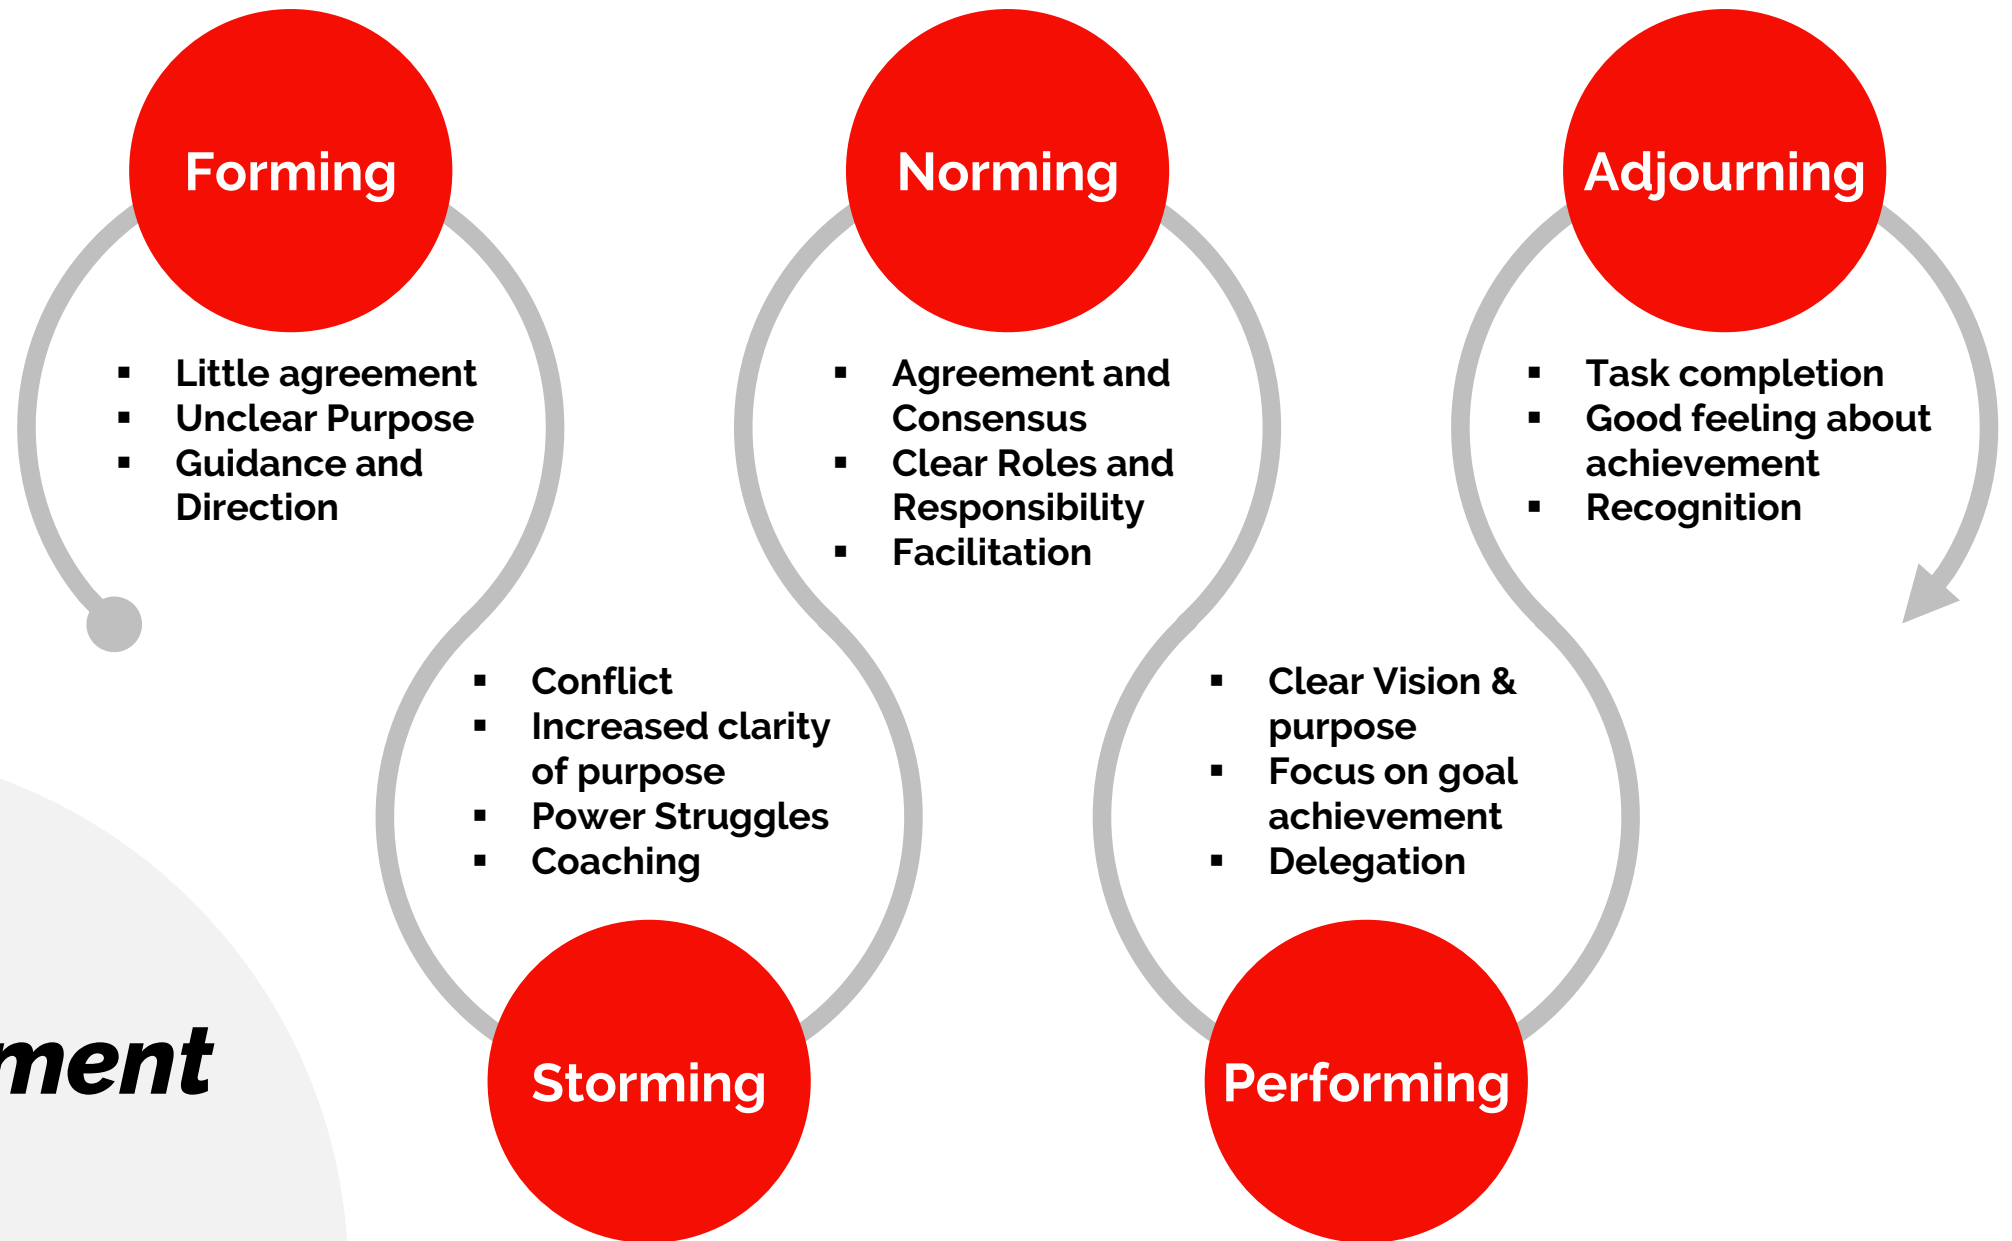 Forming
▪ Little agreement
▪ Unclear Purpose
▪ Guidance and
Direction
▪ Conflict
▪ Increased clarity
of purpose
▪ Power Struggles
▪ Coaching
Storming
Norming
▪ Agreement and
Consensus
▪ Clear Roles and
Responsibility
▪ Facilitation
▪ Clear Vision &
purpose
▪ Focus on goal
achievement
▪ Delegation
Performing
Adjourning
▪ Task completion
▪ Good feeling about
achievement
▪ Recognition
ment